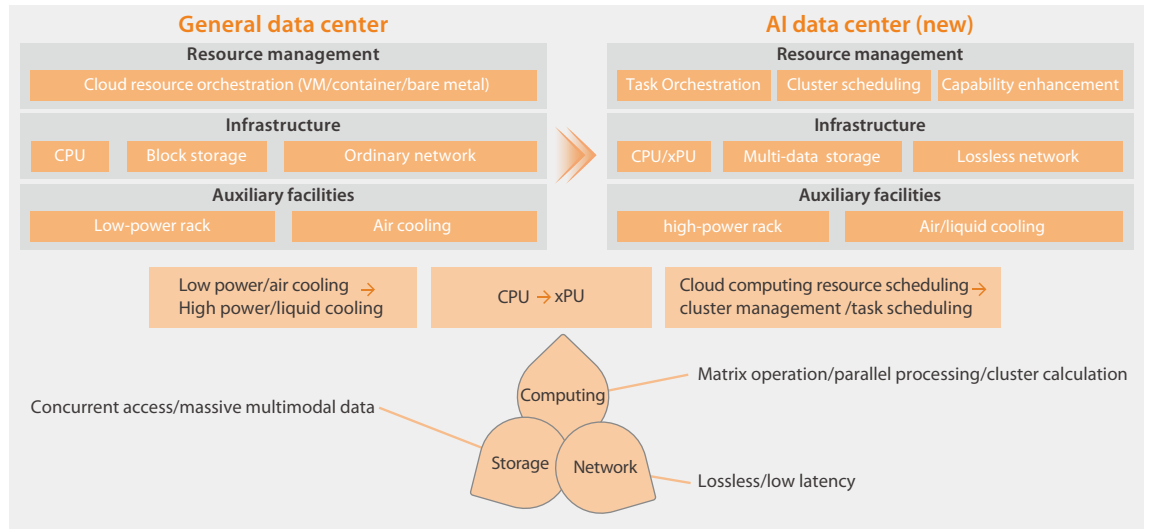 General data center
Resource management
Cloud resource orchestration (VM/container/bare metal)
Infrastructure
CPU
Block storage
Ordinary network
Auxiliary facilities
Low-power rack
Air cooling
AI data center (new)
Resource management
Task Orchestration
Cluster scheduling
Capability enhancement
Infrastructure
CPU/xPU
Multi-data storage
Lossless network
Auxiliary facilities
high-power rack
Air/liquid cooling
Low power/air cooling →
High power/liquid cooling
CPU → xPU
Cloud computing resource scheduling →
cluster management /task scheduling
Computing
Matrix operation/parallel processing/cluster calculation
Concurrent access/massive multimodal data
Storage
Network
Lossless/low latency